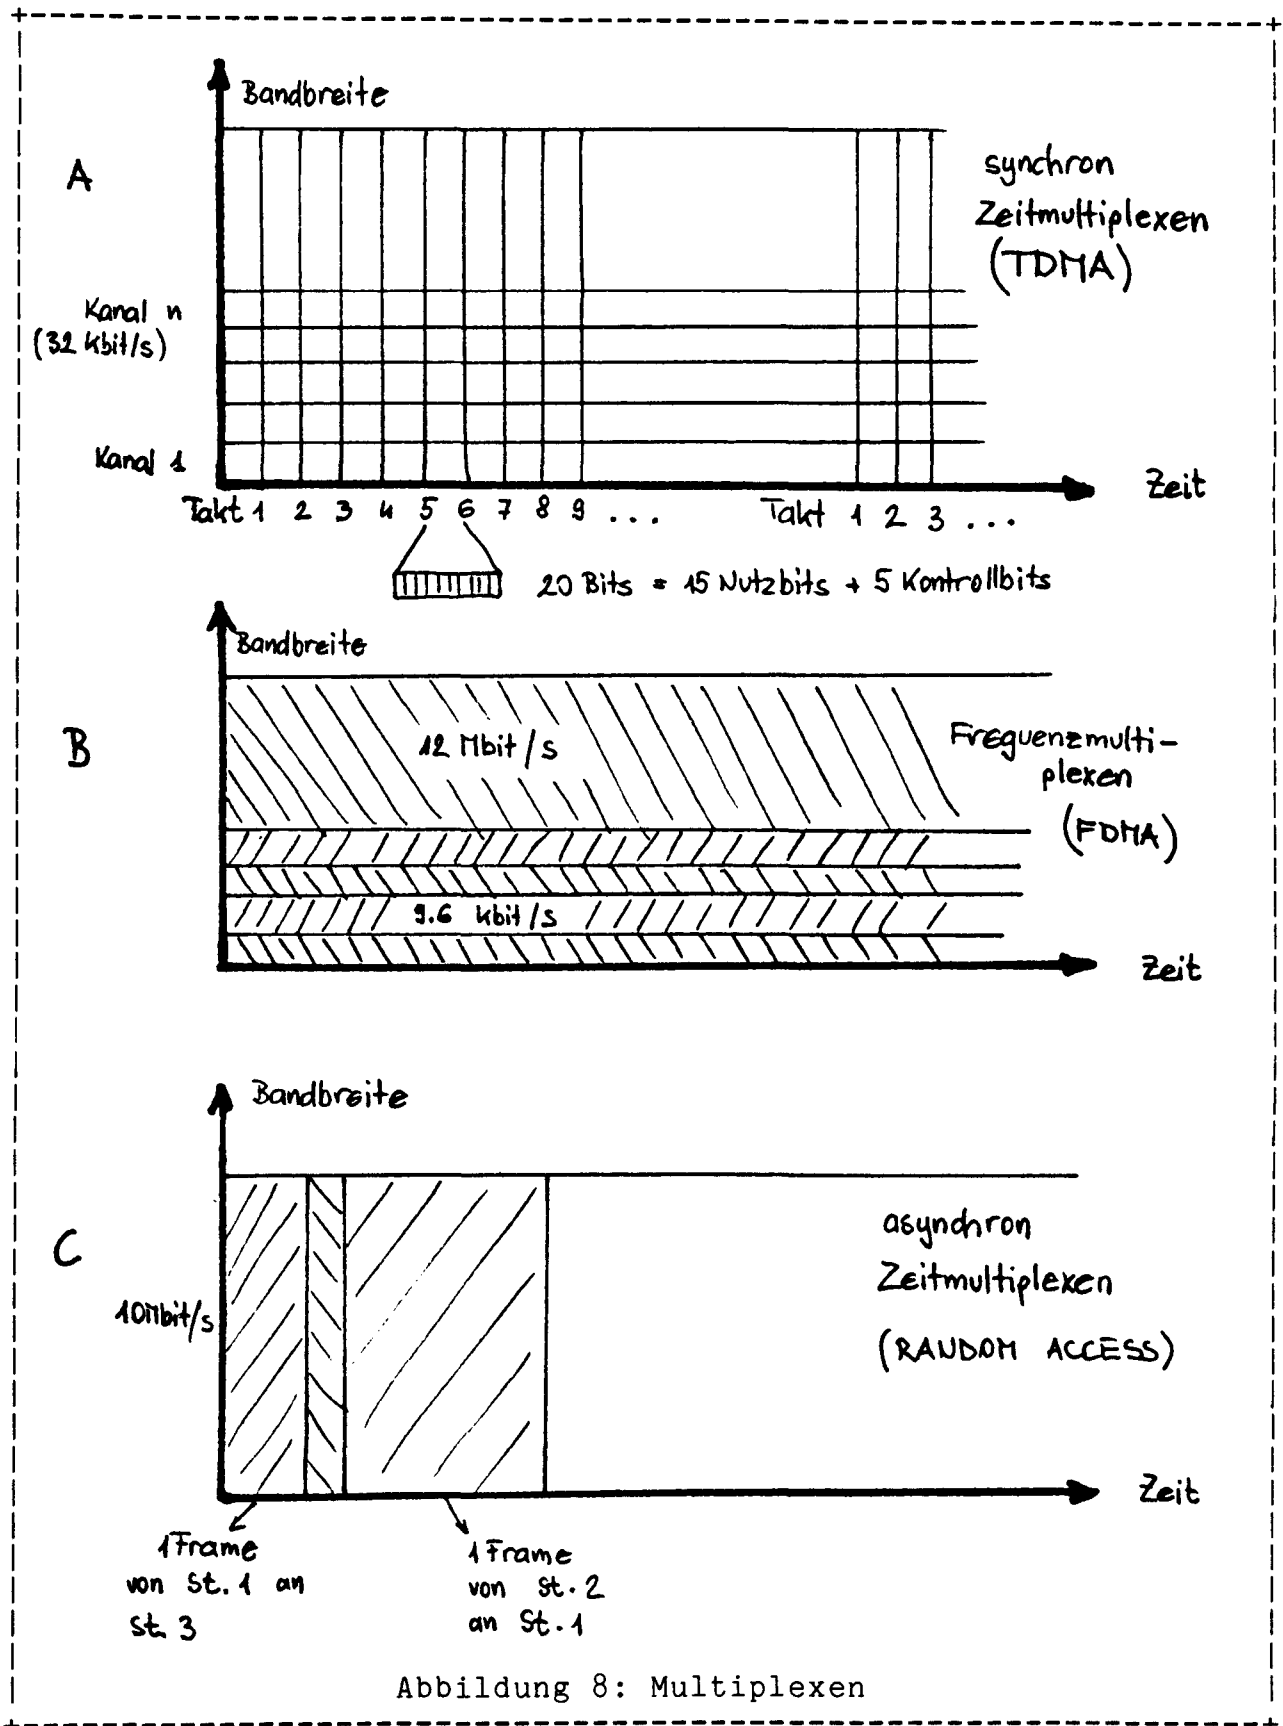 Bandbreite
A
synchron
Zeitmultiplexen
(TDMA)
Kanal n
(32 kbit/s)
Kanal 1
Zeit
Takt 1 2 3 4 5 6 7 8 9 ... Takt 1 2 3 ...
20 Bits = 15 Nutzbits + 5 Kontrollbits
Bandbreite
B
12 Mbit/s
Frequenzmulti-
plexen
(FDMA)
9.6 kbit/s
Zeit
Bandbreite
C
asynchron
Zeitmultiplexen
10Mbit/s
(RANDOM ACCESS)
Zeit
1 Frame
von St. 1 an
St. 3
1 Frame
von St. 2
an St. 1
Abbildung 8: Multiplexen